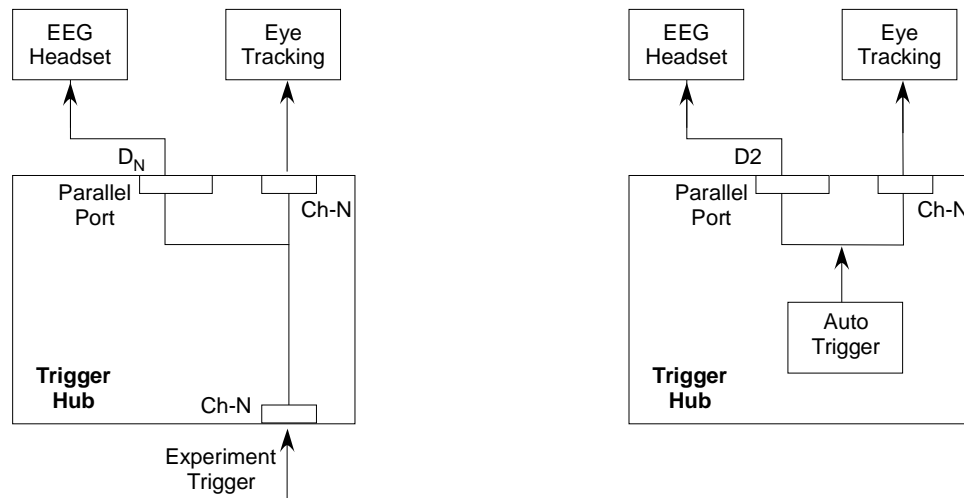 EEG
Headset
Eye
Tracking
D_N
Parallel
Port
Ch-N
Trigger
Hub
Ch-N
Experiment
Trigger
EEG
Headset
Eye
Tracking
D2
Parallel
Port
Ch-N
Auto
Trigger
Trigger
Hub